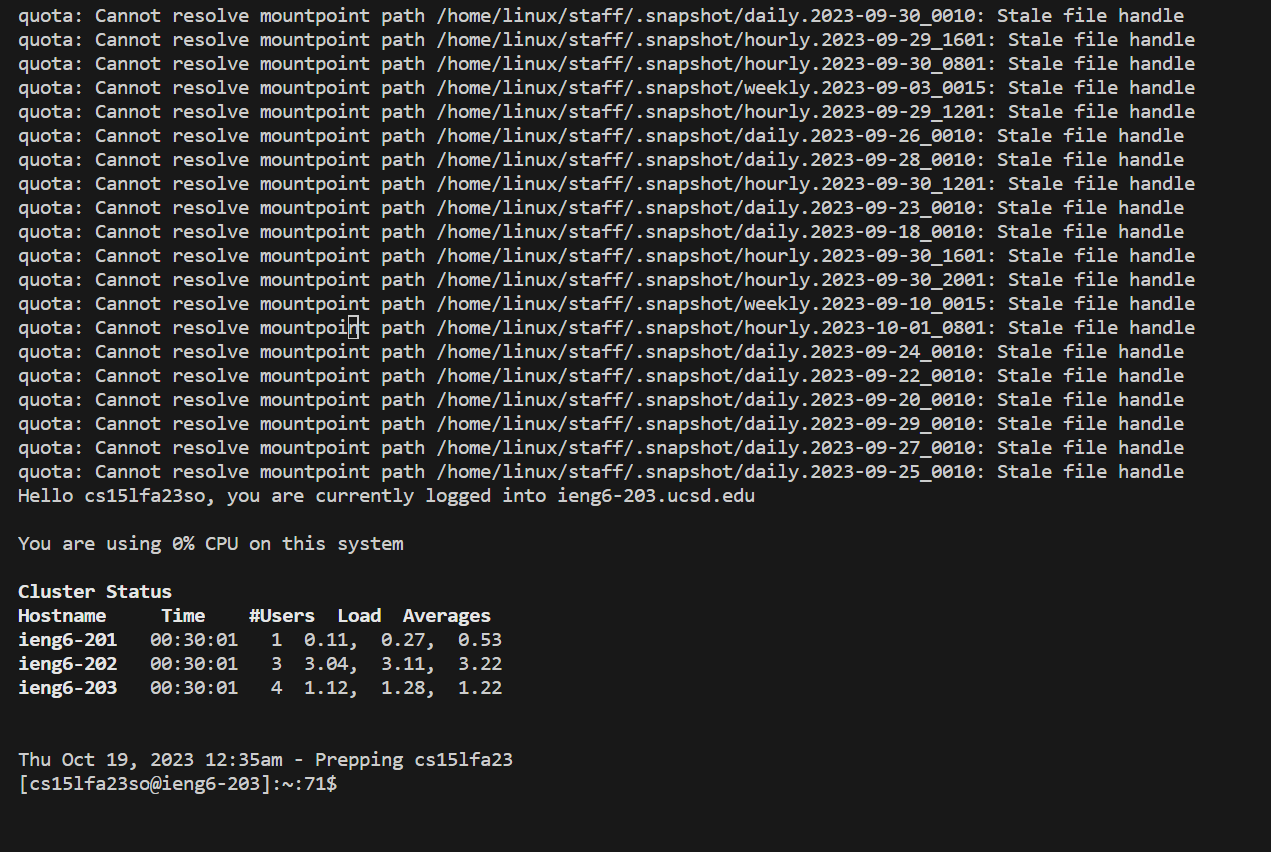 quota: Cannot resolve mountpoint path /home/linux/staff/.snapshot/daily.2023-09-30_0010: Stale file handle
quota: Cannot resolve mountpoint path /home/linux/staff/.snapshot/hourly.2023-09-29_1601: Stale file handle
quota: Cannot resolve mountpoint path /home/linux/staff/.snapshot/hourly.2023-09-30_0801: Stale file handle
quota: Cannot resolve mountpoint path /home/linux/staff/.snapshot/weekly.2023-09-03_0015: Stale file handle
quota: Cannot resolve mountpoint path /home/linux/staff/.snapshot/hourly.2023-09-29_1201: Stale file handle
quota: Cannot resolve mountpoint path /home/linux/staff/.snapshot/daily.2023-09-26_0010: Stale file handle
quota: Cannot resolve mountpoint path /home/linux/staff/.snapshot/daily.2023-09-28_0010: Stale file handle
quota: Cannot resolve mountpoint path /home/linux/staff/.snapshot/hourly.2023-09-30_1201: Stale file handle
quota: Cannot resolve mountpoint path /home/linux/staff/.snapshot/daily.2023-09-23_0010: Stale file handle
quota: Cannot resolve mountpoint path /home/linux/staff/.snapshot/daily.2023-09-18_0010: Stale file handle
quota: Cannot resolve mountpoint path /home/linux/staff/.snapshot/hourly.2023-09-30_1601: Stale file handle
quota: Cannot resolve mountpoint path /home/linux/staff/.snapshot/hourly.2023-09-30_2001: Stale file handle
quota: Cannot resolve mountpoint path /home/linux/staff/.snapshot/weekly.2023-09-10_0015: Stale file handle
quota: Cannot resolve mountpoint path /home/linux/staff/.snapshot/hourly.2023-10-01_0801: Stale file handle
quota: Cannot resolve mountpoint path /home/linux/staff/.snapshot/daily.2023-09-24_0010: Stale file handle
quota: Cannot resolve mountpoint path /home/linux/staff/.snapshot/daily.2023-09-22_0010: Stale file handle
quota: Cannot resolve mountpoint path /home/linux/staff/.snapshot/daily.2023-09-20_0010: Stale file handle
quota: Cannot resolve mountpoint path /home/linux/staff/.snapshot/daily.2023-09-29_0010: Stale file handle
quota: Cannot resolve mountpoint path /home/linux/staff/.snapshot/daily.2023-09-27_0010: Stale file handle
quota: Cannot resolve mountpoint path /home/linux/staff/.snapshot/daily.2023-09-25_0010: Stale file handle
Hello cs15lfa23so, you are currently logged into ieng6-203.ucsd.edu
You are using 0% CPU on this system
Cluster Status
Hostname Time #Users Load Averages
ieng6-201 00:30:01 1 0.11, 0.27, 0.53
ieng6-202 00:30:01 3 3.04, 3.11, 3.22
ieng6-203 00:30:01 4 1.12, 1.28, 1.22
Thu Oct 19, 2023 12:35am - Prepping cs15lfa23
[cs15lfa23so@ieng6-203]:~:71$